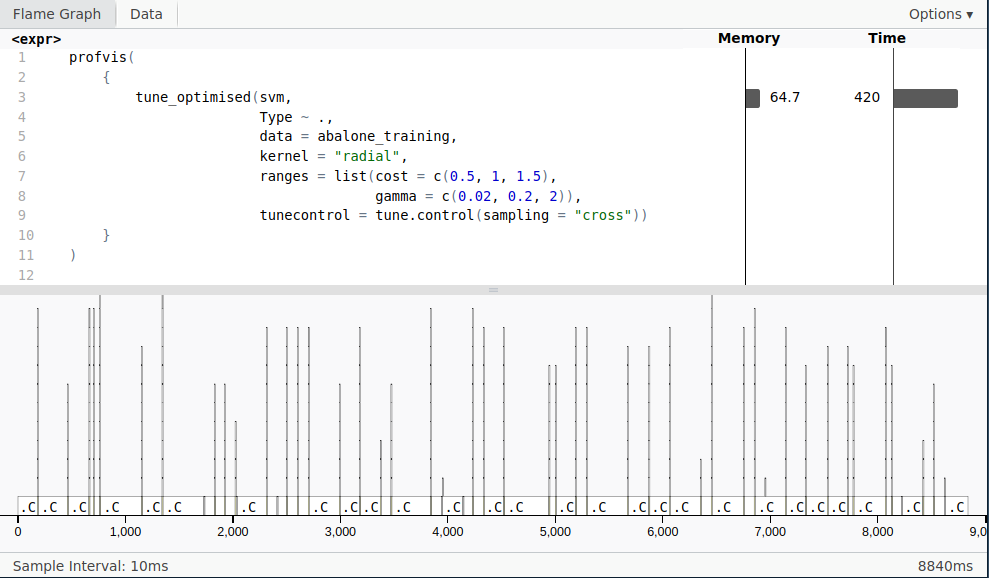 Flame Graph Data Options ▾
<expr> Memory Time
1 profvis(
2 {
3 tune_optimised(svm, 64.7 420
4 Type ~ .,
5 data = abalone_training,
6 kernel = "radial",
7 ranges = list(cost = c(0.5, 1, 1.5),
8 gamma = c(0.02, 0.2, 2)),
9 tunecontrol = tune.control(sampling = "cross"))
10 }
11 )
12
.C .C .C .C .C .C .C .C .C .C .C .C .C .C .C .C .C .C .C .C .C .C .C .C .C .C .C .C
0 1,000 2,000 3,000 4,000 5,000 6,000 7,000 8,000 9,0
Sample Interval: 10ms 8840ms